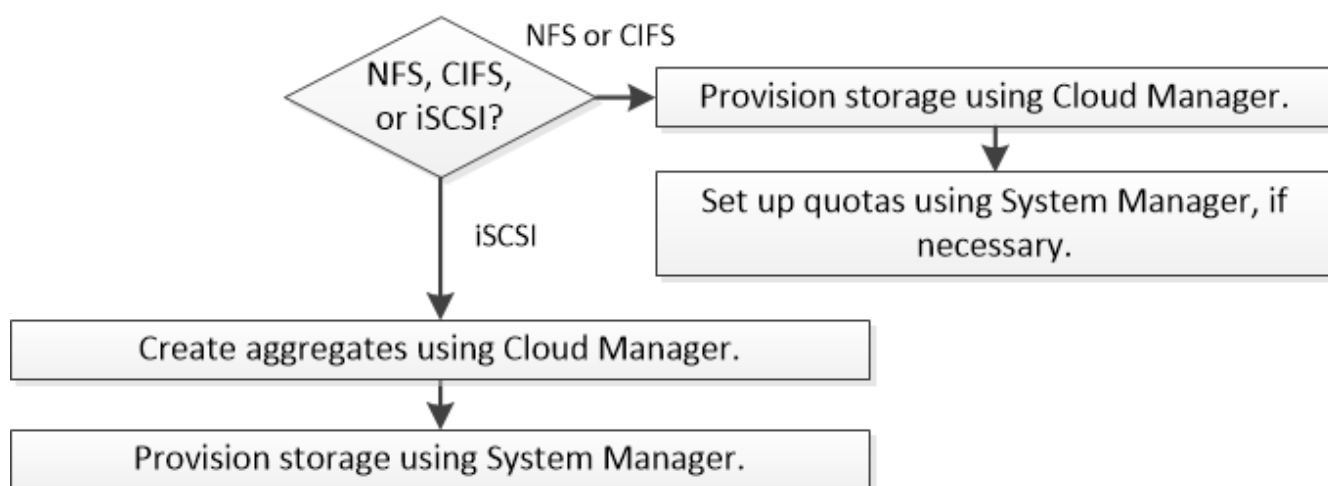 NFS or CIFS
NFS, CIFS,
or iSCSI?
Provision storage using Cloud Manager.
Set up quotas using System Manager, if
necessary.
iSCSI
Create aggregates using Cloud Manager.
Provision storage using System Manager.